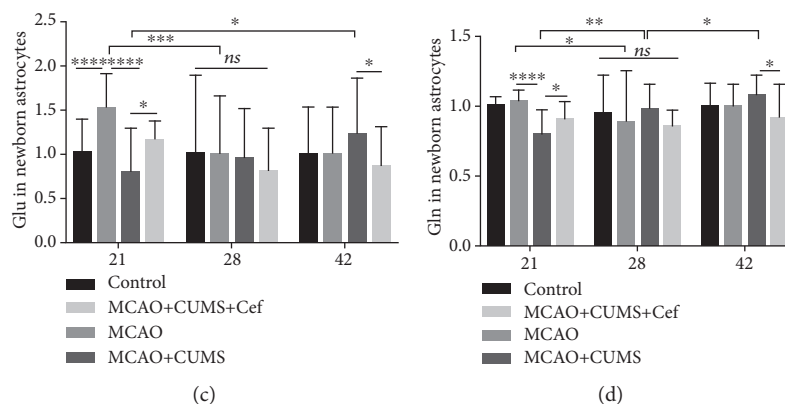 *
***
********
*
ns
*
2.5
2.0
1.5
1.0
0.5
0.0
Glu in newborn astrocytes
21
28
42
Control
MCAO+CUMS+Cef
MCAO
MCAO+CUMS
(c)
**
*
*
****
*
ns
*
1.5
1.0
0.5
0.0
Gln in newborn astrocytes
21
28
42
Control
MCAO+CUMS+Cef
MCAO
MCAO+CUMS
(d)